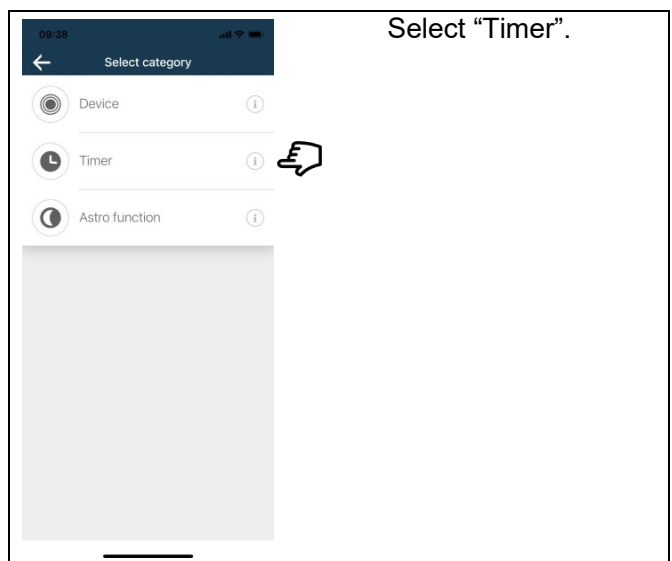 09:38
Select category
Device
i
Timer
i
Astro function
i
Select “Timer”.